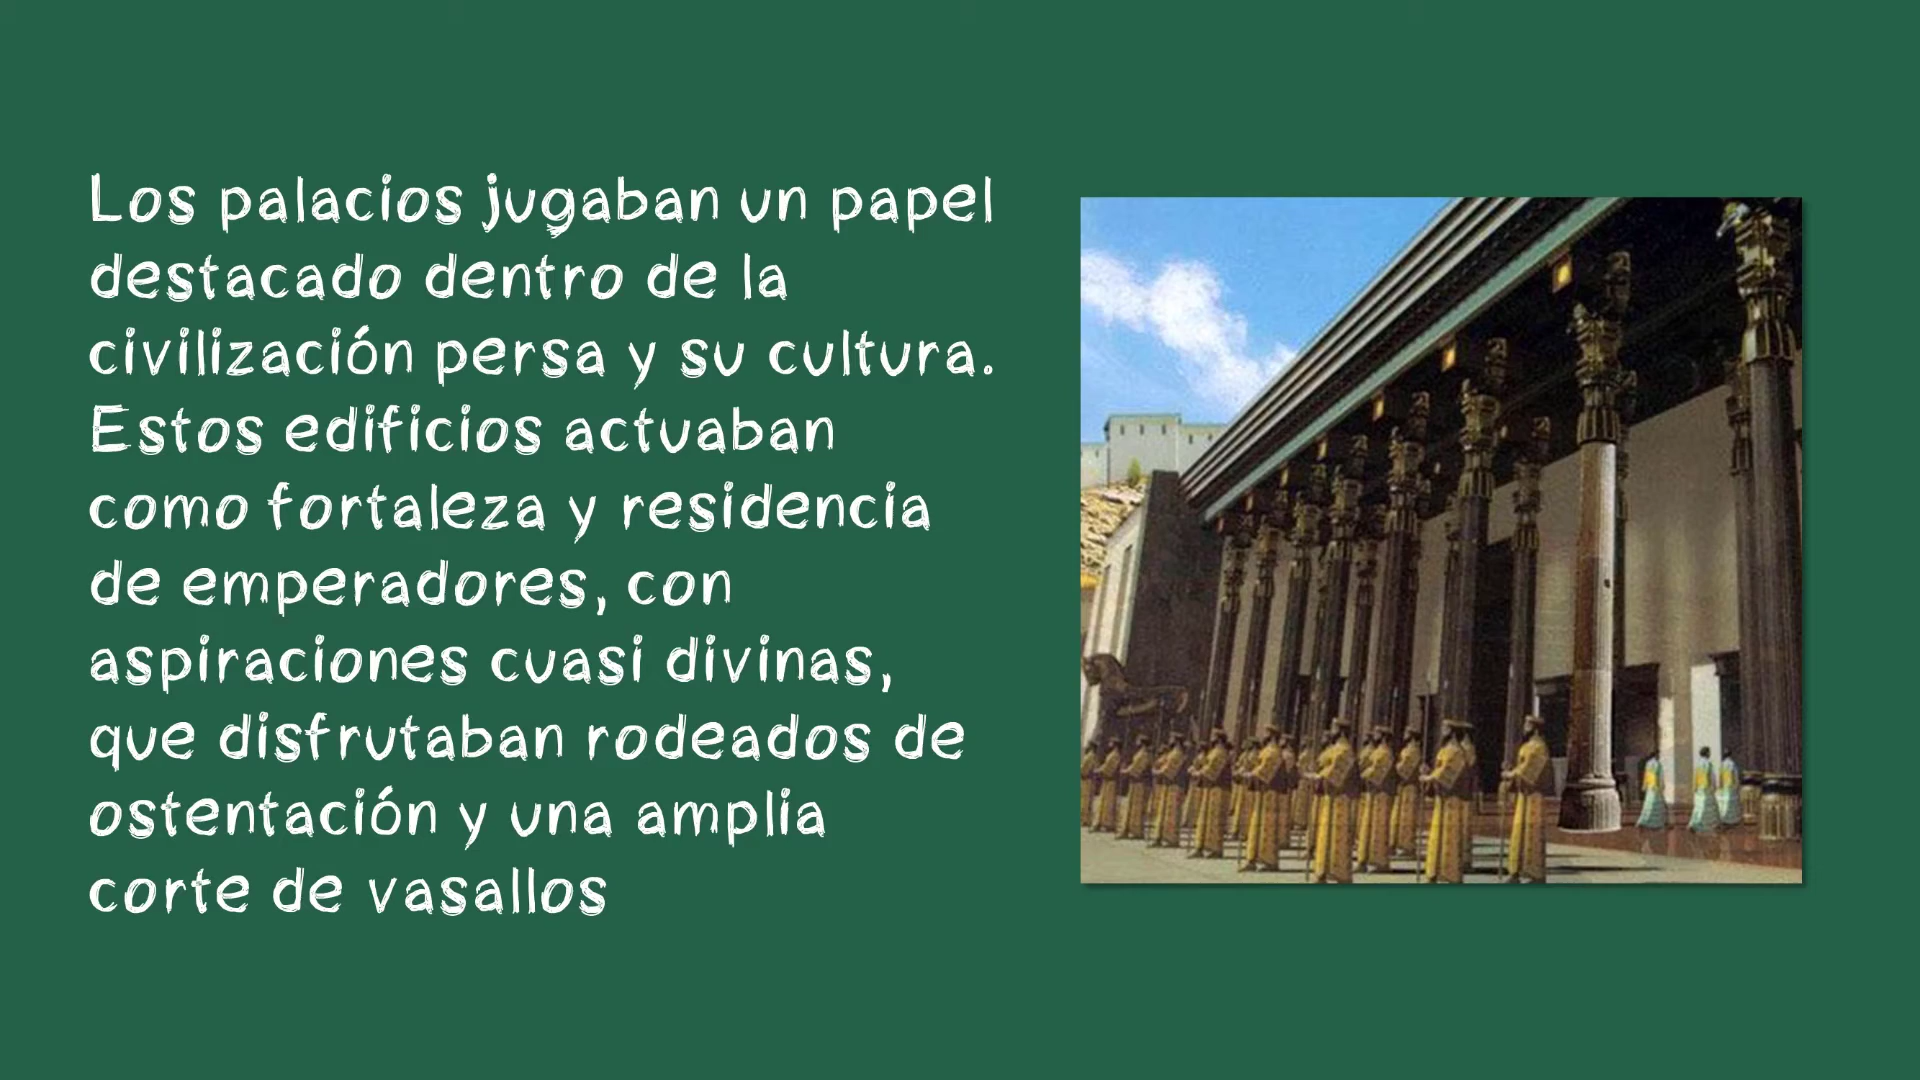 Los palacios jugaban un papel
destacado dentro de la
civilización persa y su cultura.
Estos edificios actuaban
como fortaleza y residencia
de emperadores, con
aspiraciones cuasi divinas,
que disfrutaban rodeados de
ostentación y una amplia
corte de vasallos